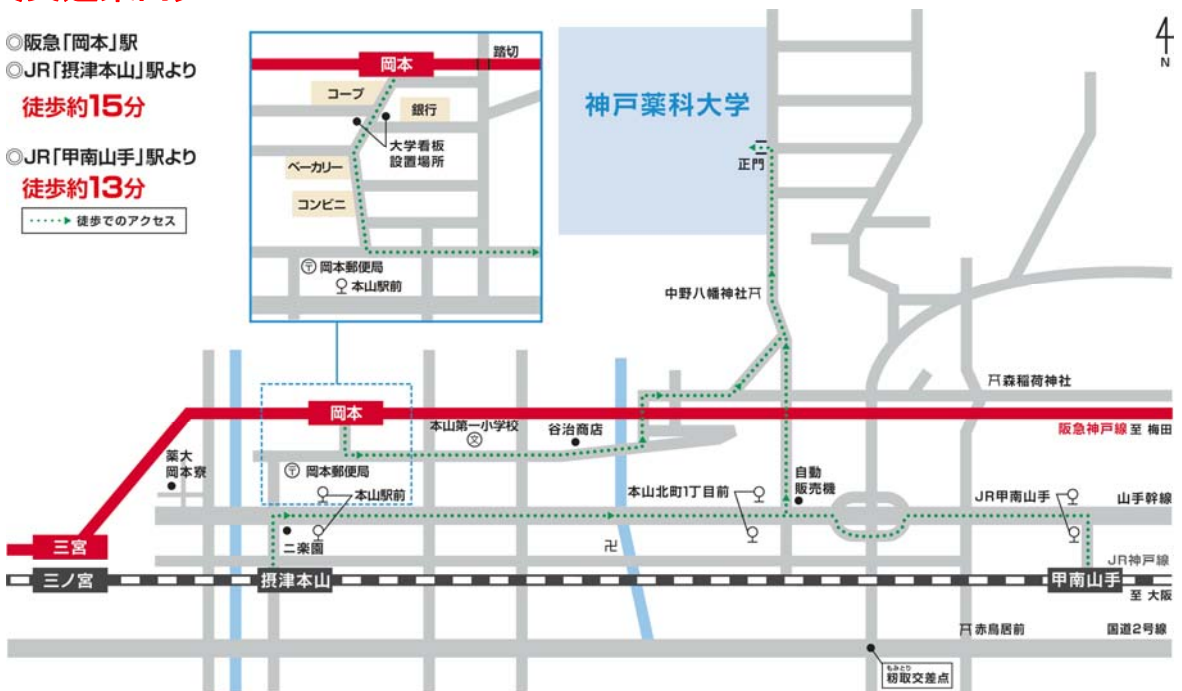 ◎阪急「岡本」駅
◎JR「摂津本山」駅より
徒歩約15分
◎JR「甲南山手」駅より
徒歩約13分
徒歩でのアクセス
岡本
踏切
コープ
銀行
大学看板
設置場所
ベーカリー
コンビニ
〒岡本郵便局
本山駅前
神戸薬科大学
正門
N
中野八幡神社
森稲荷神社
岡本
本山第一小学校
文
谷治商店
阪急神戸線 至 梅田
薬大
岡本寮
〒岡本郵便局
本山駅前
本山北町1丁目前
自動
販売機
JR甲南山手
山手幹線
二楽園
卍
三宮
JR神戸線
三ノ宮
摂津本山
甲南山手
至 大阪
赤鳥居前
国道2号線
もみとり
籾取交差点